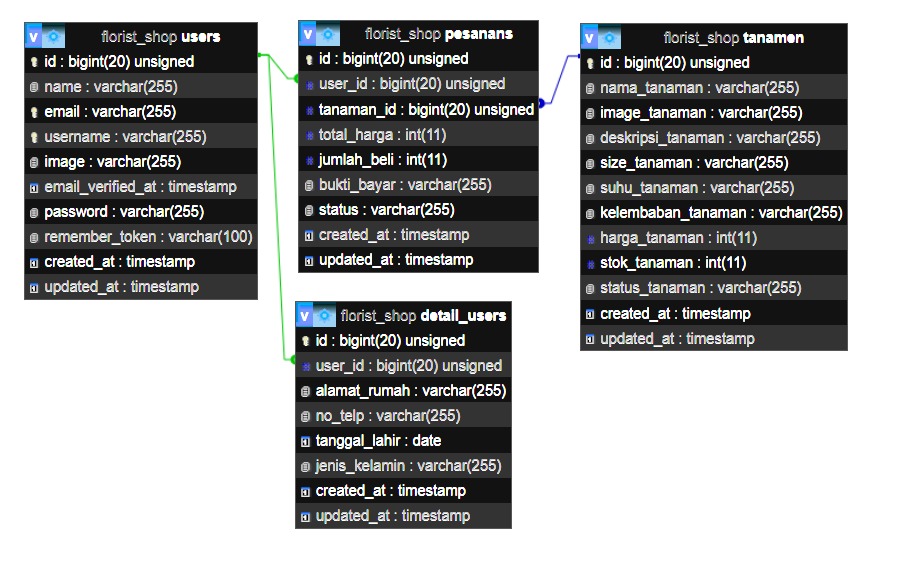 florist_shop users
id : bigint(20) unsigned
name : varchar(255)
email : varchar(255)
username : varchar(255)
image : varchar(255)
email_verified_at : timestamp
password : varchar(255)
remember_token : varchar(100)
created_at : timestamp
updated_at : timestamp
florist_shop pesanans
id : bigint(20) unsigned
user_id : bigint(20) unsigned
tanaman_id : bigint(20) unsigned
total_harga : int(11)
jumlah_beli : int(11)
bukti_bayar : varchar(255)
status : varchar(255)
created_at : timestamp
updated_at : timestamp
florist_shop tanamen
id : bigint(20) unsigned
nama_tanaman : varchar(255)
image_tanaman : varchar(255)
deskripsi_tanaman : varchar(255)
size_tanaman : varchar(255)
suhu_tanaman : varchar(255)
kelembaban_tanaman : varchar(255)
harga_tanaman : int(11)
stok_tanaman : int(11)
status_tanaman : varchar(255)
created_at : timestamp
updated_at : timestamp
florist_shop detail_users
id : bigint(20) unsigned
user_id : bigint(20) unsigned
alamat_rumah : varchar(255)
no_telp : varchar(255)
tanggal_lahir : date
jenis_kelamin : varchar(255)
created_at : timestamp
updated_at : timestamp